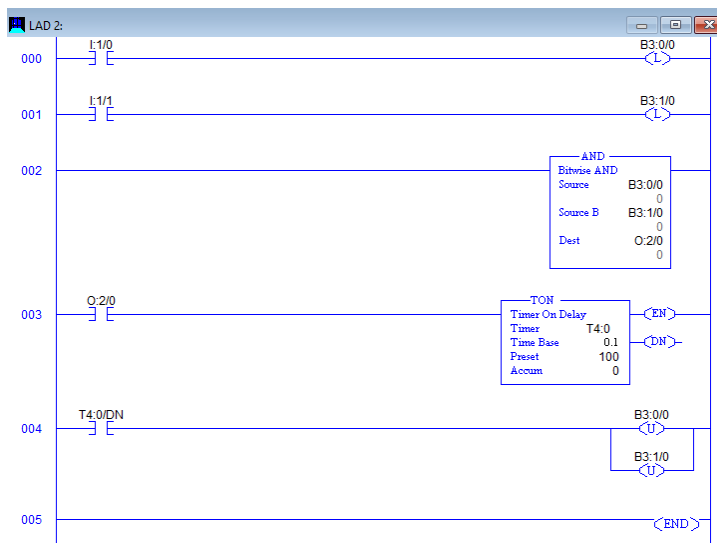 LAD 2:
I:1/0 B3:0/0
000 L
I:1/1 B3:1/0
001 L
AND
002 Bitwise AND
Source B3:0/0
0
Source B B3:1/0
0
Dest O:2/0
0
O:2/0 TON
003 Timer On Delay EN
Timer T4:0
Time Base 0.1 DN
Preset 100
Accum 0
T4:0/DN B3:0/0
004 U
B3:1/0
U
005 END